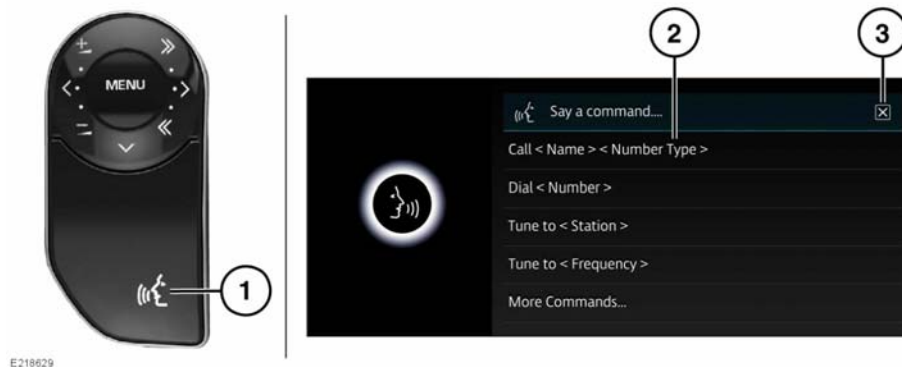 MENU
1
E218629
2
3
Say a command....
Call < Name > < Number Type >
Dial < Number >
Tune to < Station >
Tune to < Frequency >
More Commands...